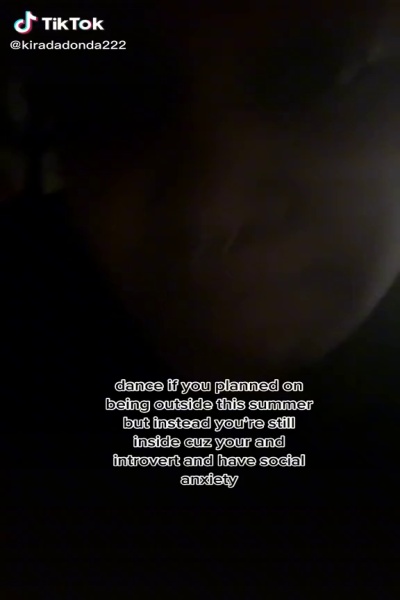 TikTok
@kiradadonda222
dance if you planned on
being outside this summer
but instead you're still
inside cuz your and
introvert and have social
anxiety